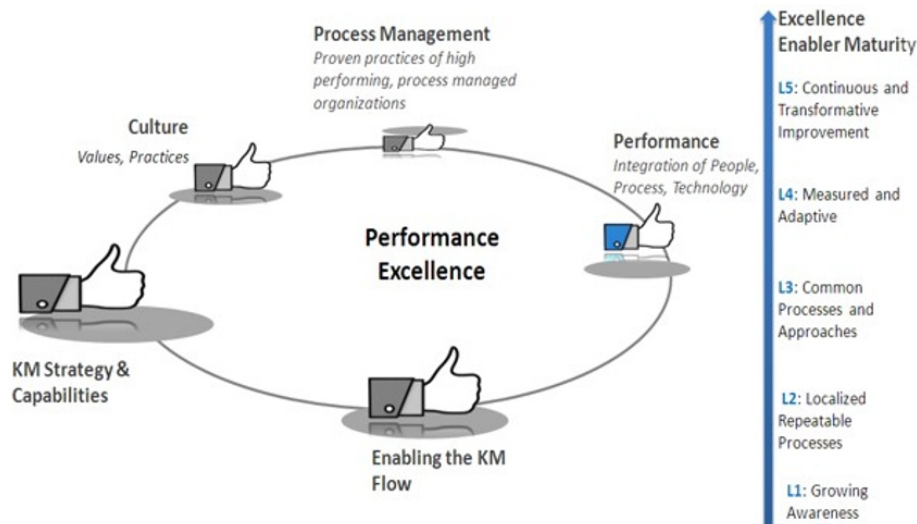 Process Management
Proven practices of high
performing, process managed
organizations
Culture
Values, Practices
Performance
Integration of People,
Process, Technology
Performance
Excellence
KM Strategy &
Capabilities
Enabling the KM
Flow
Excellence
Enabler Maturity
L5: Continuous and
Transformative
Improvement
L4: Measured and
Adaptive
L3: Common
Processes and
Approaches
L2: Localized
Repeatable
Processes
L1: Growing
Awareness